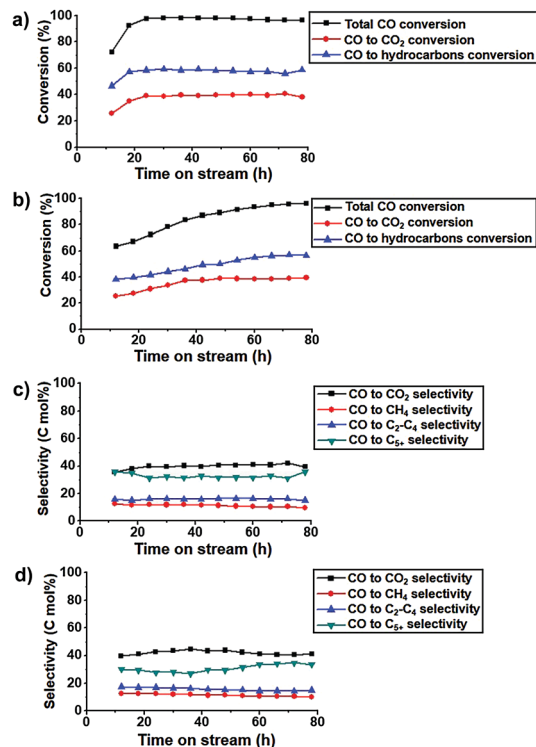 a)
100
80
60
40
20
0
0 20 40 60 80
Conversion (%)
Time on stream (h)
Total CO conversion
CO to CO₂ conversion
CO to hydrocarbons conversion
b)
100
80
60
40
20
0
0 20 40 60 80
Conversion (%)
Time on stream (h)
Total CO conversion
CO to CO₂ conversion
CO to hydrocarbons conversion
c)
100
80
60
40
20
0
0 20 40 60 80
Selectivity (C mol%)
Time on stream (h)
CO to CO₂ selectivity
CO to CH₄ selectivity
CO to C₂-C₄ selectivity
CO to C₅₊ selectivity
d)
100
80
60
40
20
0
0 20 40 60 80
Selectivity (C mol%)
Time on stream (h)
CO to CO₂ selectivity
CO to CH₄ selectivity
CO to C₂-C₄ selectivity
CO to C₅₊ selectivity